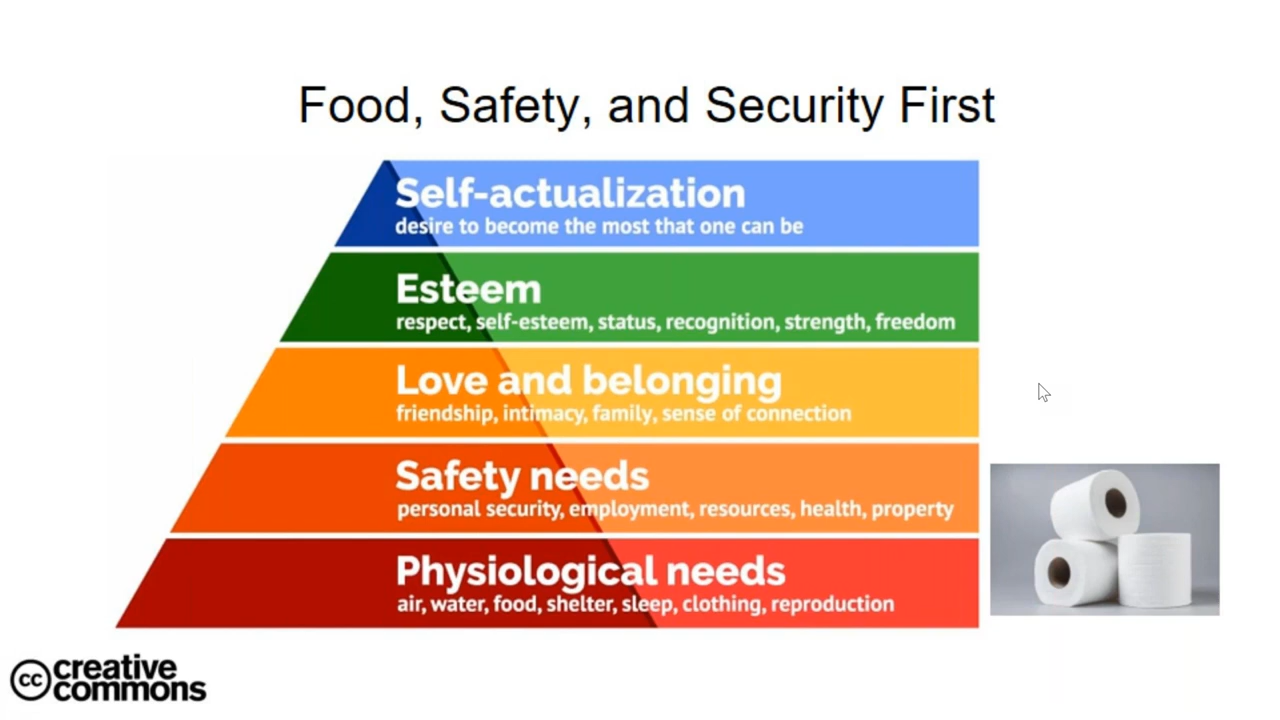 Food, Safety, and Security First
Self-actualization
desire to become the most that one can be
Esteem
respect, self-esteem, status, recognition, strength, freedom
Love and belonging
friendship, intimacy, family, sense of connection
Safety needs
personal security, employment, resources, health, property
Physiological needs
air, water, food, shelter, sleep, clothing, reproduction
cc creative
commons